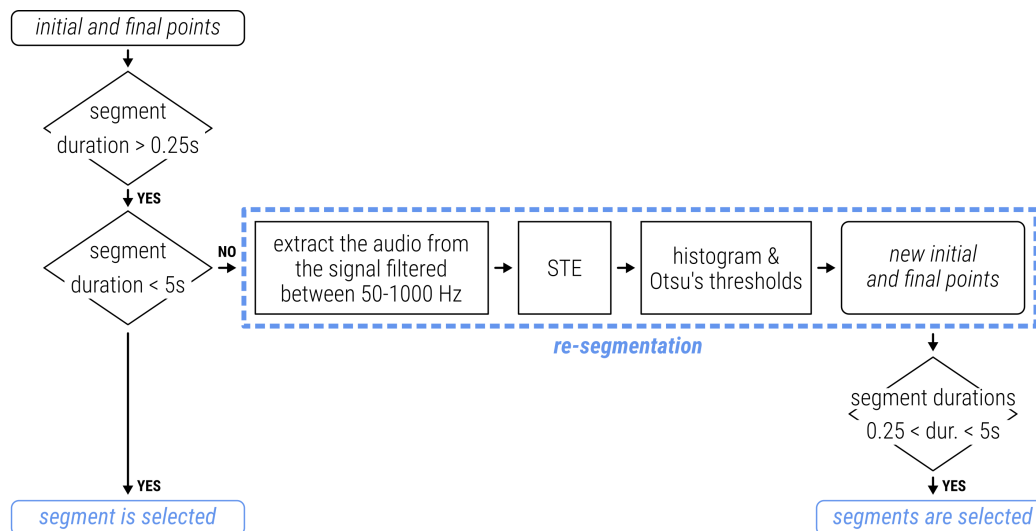 initial and final points
segment
duration > 0.25s
YES
segment
duration < 5s
NO
extract the audio from
the signal filtered
between 50-1000 Hz
STE
histogram &
Otsu's thresholds
new initial
and final points
re-segmentation
segment durations
0.25 < dur. < 5s
YES
YES
segment is selected
segments are selected